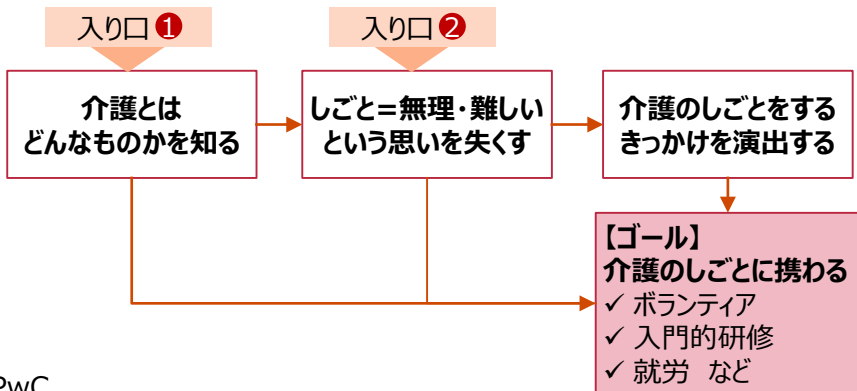 入り口 ❶
入り口 ❷
介護とは
どんなものかを知る
しごと=無理・難しい
という思いを失くす
介護のしごとをする
きっかけを演出する
【ゴール】
介護のしごとに携わる
✓ ボランティア
✓ 入門的研修
✓ 就労 など
PwC